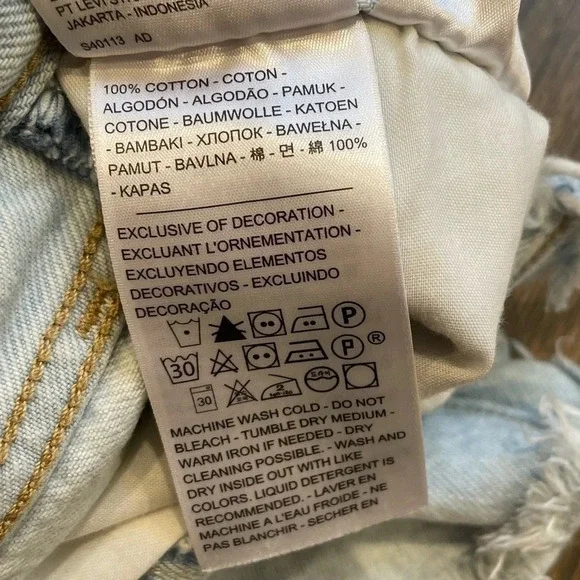 JAKARTA - INDONESIA
S40113 AD
100% COTTON - COTON -
ALGODÓN - ALGODÃO - PAMUK -
COTONE - BAUMWOLLE - KATOEN
- BAMBAKI - ХЛОПОК - BAWEŁNA -
PAMUT - BAVLNA - 棉 - 면 - 綿 100%
- KAPAS
EXCLUSIVE OF DECORATION -
EXCLUANT L'ORNEMENTATION -
EXCLUYENDO ELEMENTOS
DECORATIVOS - EXCLUINDO
DECORAÇÃO
P
30 P ®
30 2
MACHINE WASH COLD - DO NOT
BLEACH - TUMBLE DRY MEDIUM -
WARM IRON IF NEEDED - DRY
CLEANING POSSIBLE. - WASH AND
DRY INSIDE OUT WITH LIKE
COLORS. LIQUID DETERGENT IS
RECOMMENDED. - LAVER EN
MACHINE A L'EAU FROIDE - NE
PAS BLANCHIR - SECHER EN